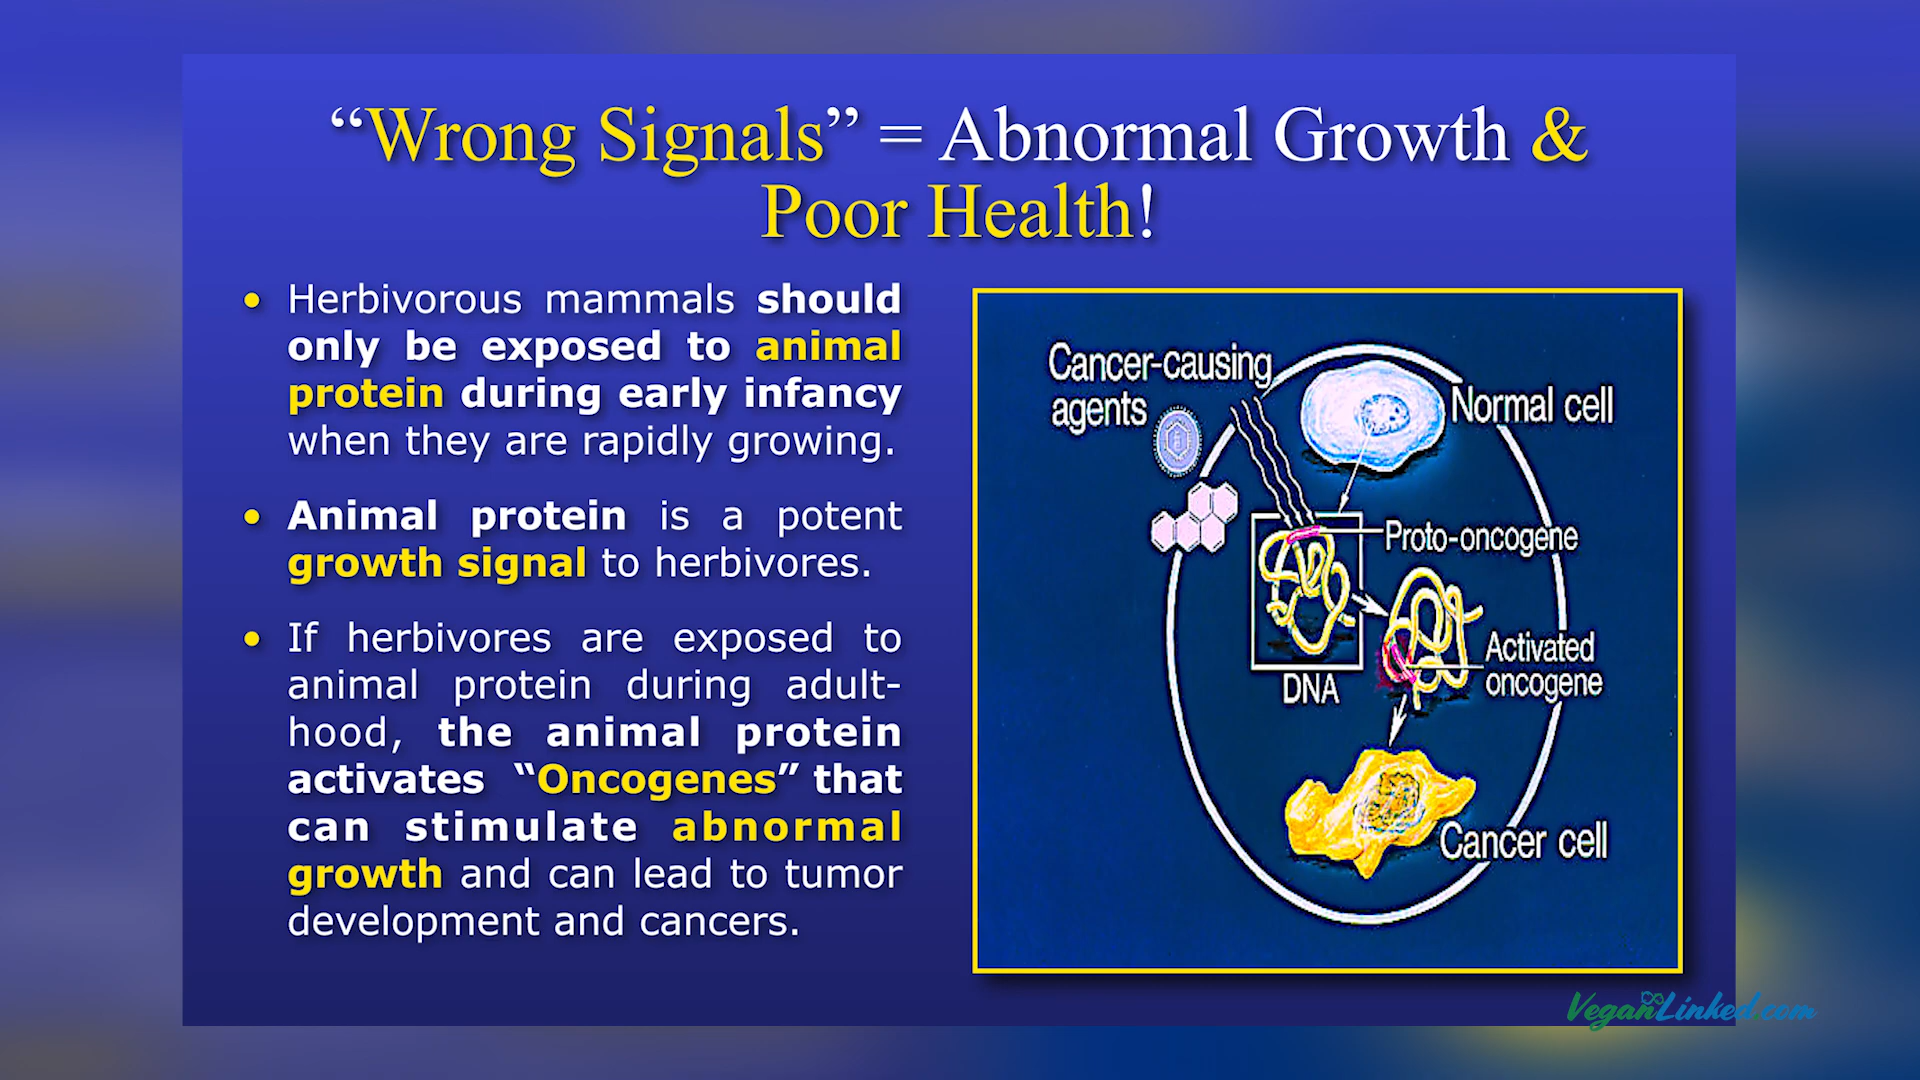 “Wrong Signals” = Abnormal Growth &
Poor Health!
• Herbivorous mammals should
only be exposed to animal
protein during early infancy
when they are rapidly growing.
• Animal protein is a potent
growth signal to herbivores.
• If herbivores are exposed to
animal protein during adult-
hood, the animal protein
activates “Oncogenes” that
can stimulate abnormal
growth and can lead to tumor
development and cancers.
Cancer-causing
agents
Normal cell
Proto-oncogene
DNA
Activated
oncogene
Cancer cell
VeganLinked.com